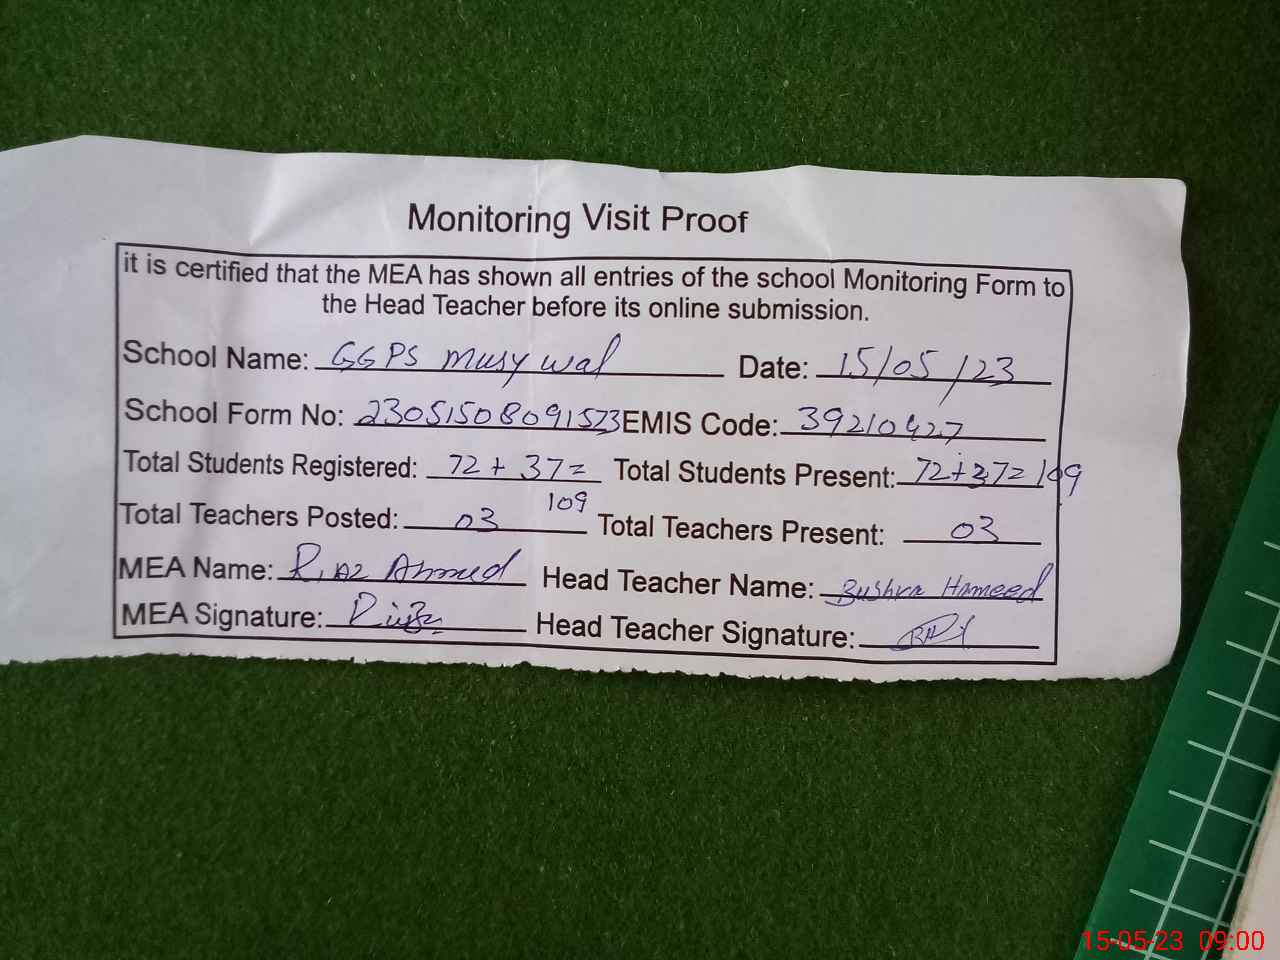 Monitoring Visit Proof
it is certified that the MEA has shown all entries of the school Monitoring Form to
the Head Teacher before its online submission.
School Name: GGPS Musy wal Date: 15/05/23
School Form No: 23051508091523 EMIS Code: 39210427
Total Students Registered: 72 + 37 = 109 Total Students Present: 72+37=109
Total Teachers Posted: 03 Total Teachers Present: 03
MEA Name: Riaz Ahmed Head Teacher Name: Bushra Hameed
MEA Signature: Head Teacher Signature:
15-05-23 09:00